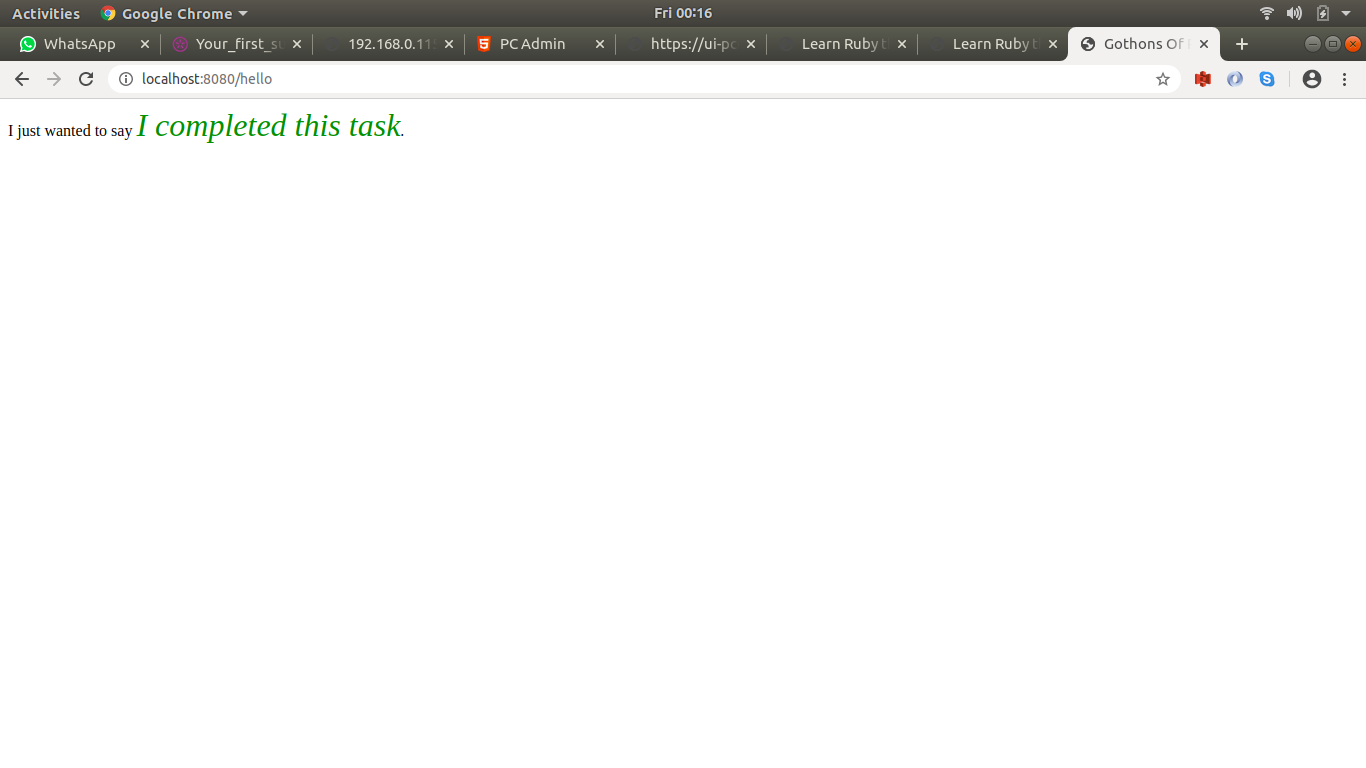 Activities Google Chrome Fri 00:16
WhatsApp Your_first_su 192.168.0.11 PC Admin https://ui-pc Learn Ruby t Learn Ruby t Gothons Of
localhost:8080/hello
I just wanted to say I completed this task.